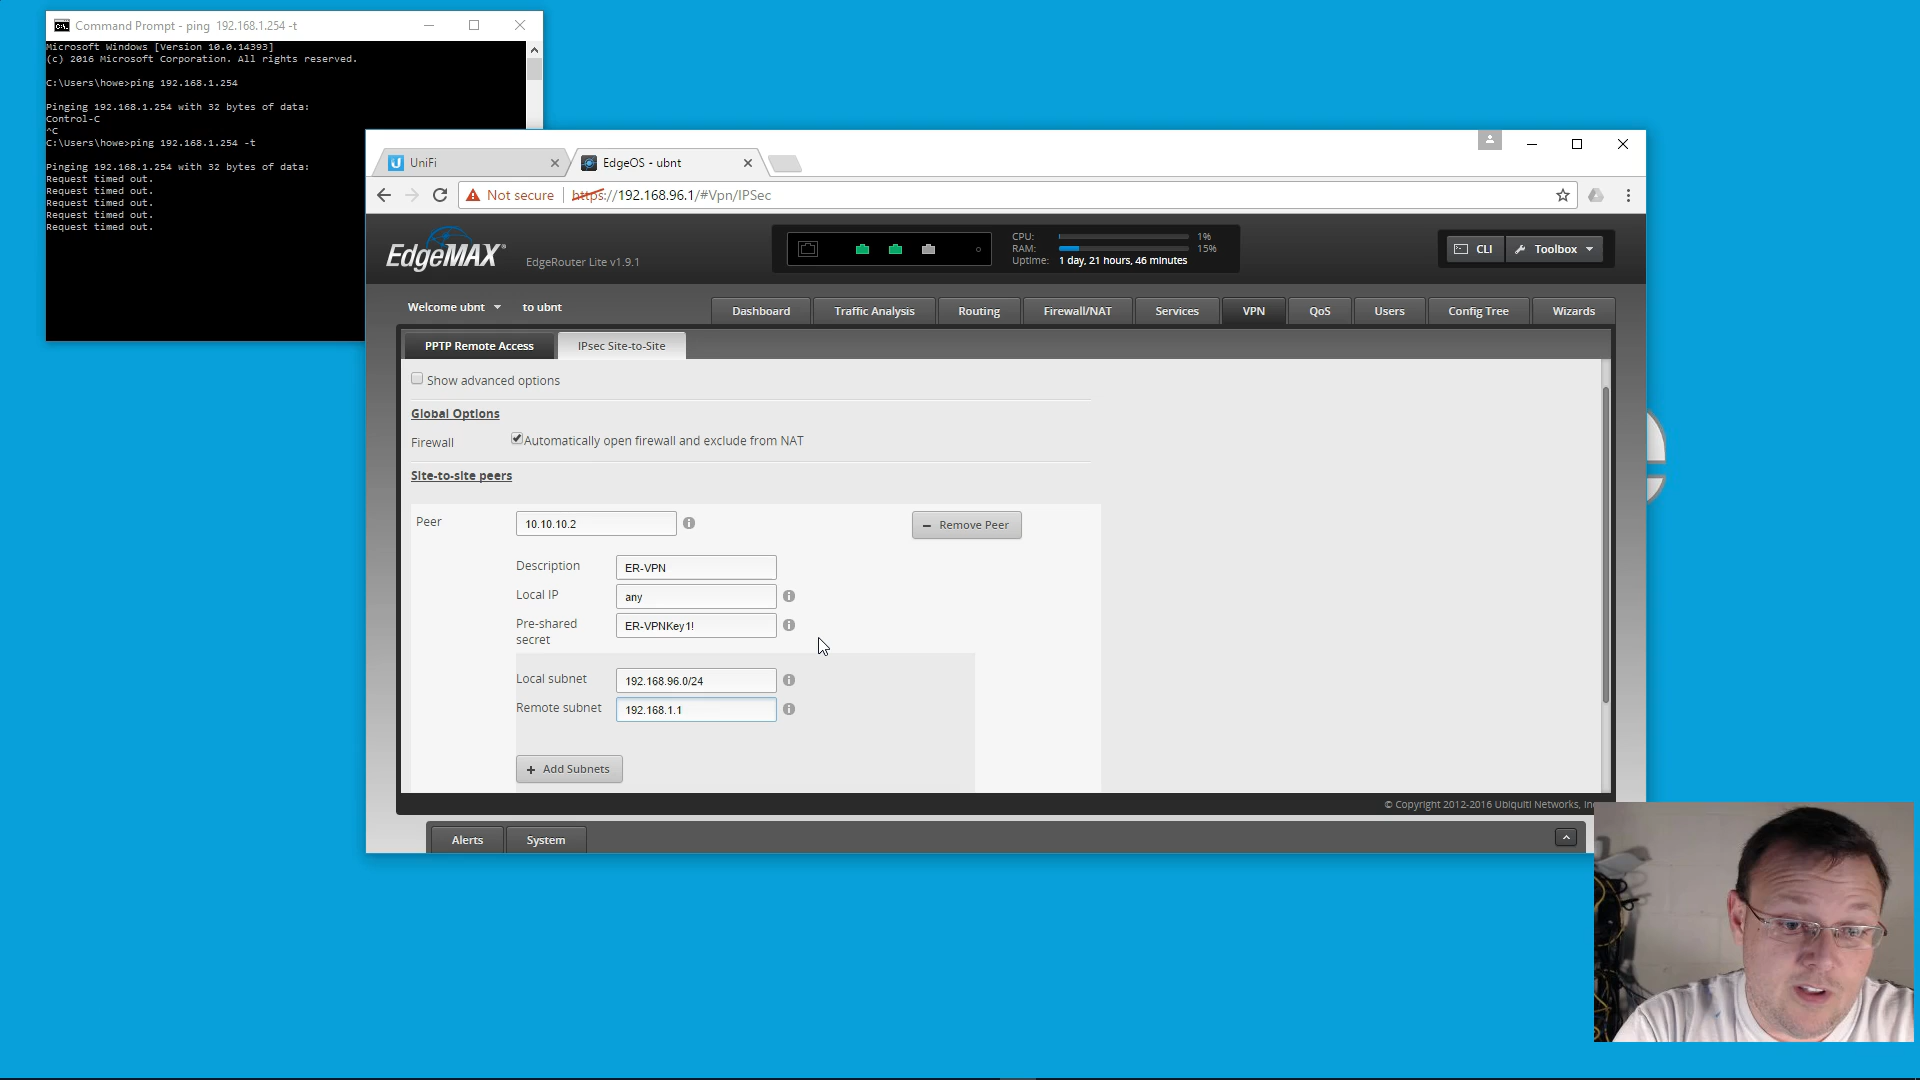 Command Prompt - ping 192.168.1.254 -t
Microsoft Windows [Version 10.0.14393]
(c) 2016 Microsoft Corporation. All rights reserved.
C:\Users\howe>ping 192.168.1.254
Pinging 192.168.1.254 with 32 bytes of data:
Control-C
^C
C:\Users\howe>ping 192.168.1.254 -t
Pinging 192.168.1.254 with 32 bytes of data:
Request timed out.
Request timed out.
Request timed out.
Request timed out.
Request timed out.
UniFi
EdgeOS - ubnt
Not secure https://192.168.96.1/#Vpn/IPSec
EdgeMAX
EdgeRouter Lite v1.9.1
CPU: 1%
RAM: 15%
Uptime: 1 day, 21 hours, 46 minutes
CLI
Toolbox
Welcome ubnt to ubnt
Dashboard Traffic Analysis Routing Firewall/NAT Services VPN QoS Users Config Tree Wizards
PPTP Remote Access IPsec Site-to-Site
Show advanced options
Global Options
Firewall Automatically open firewall and exclude from NAT
Site-to-site peers
Peer 10.10.10.2 Remove Peer
Description ER-VPN
Local IP any
Pre-shared secret ER-VPNKey1!
Local subnet 192.168.96.0/24
Remote subnet 192.168.1.1
Add Subnets
© Copyright 2012-2016 Ubiquiti Networks,
Alerts System